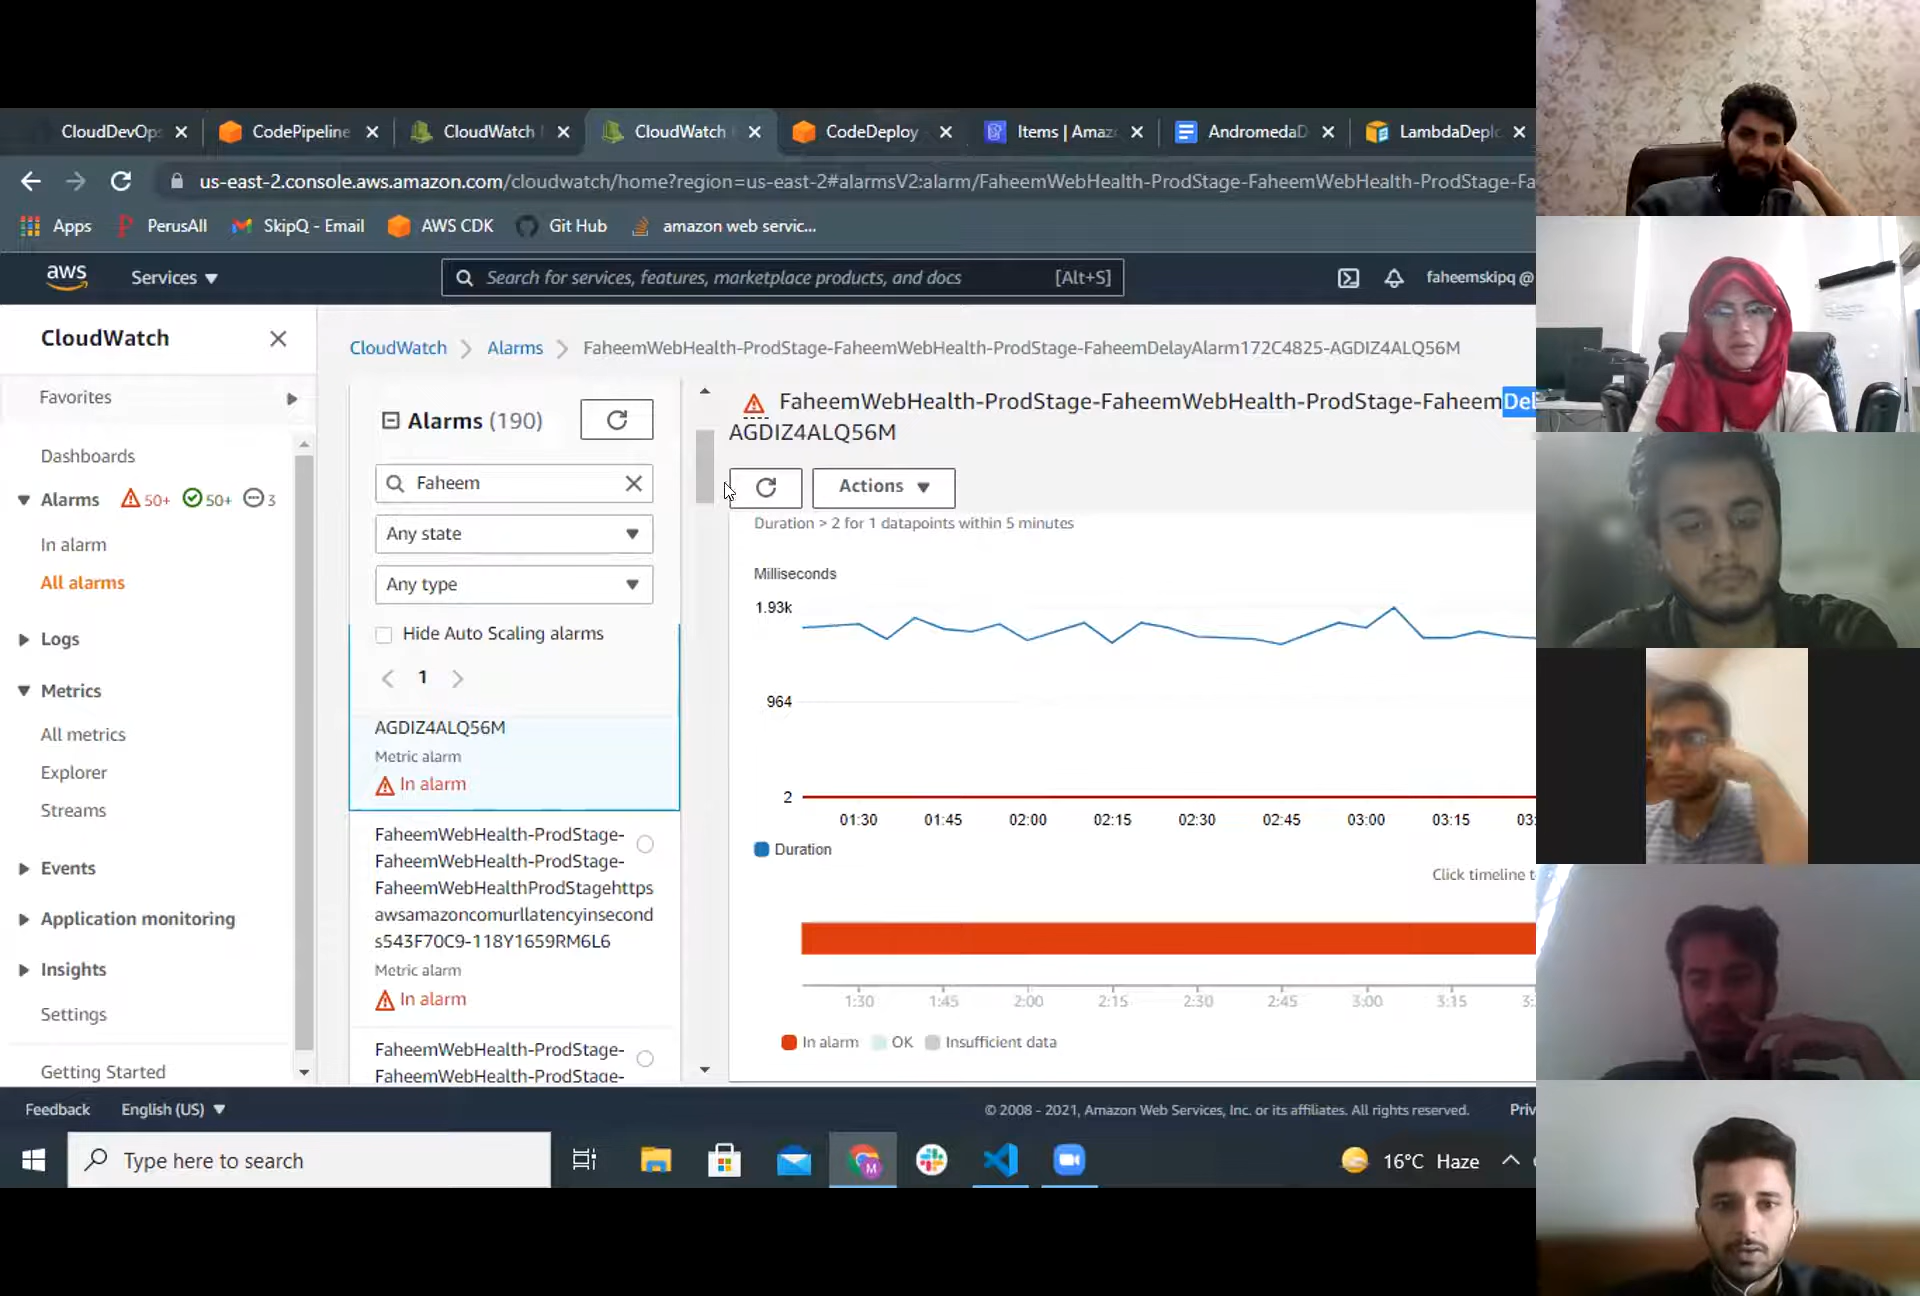 CloudDevOp
CodePipeline
CloudWatch
CloudWatch
CodeDeploy
Items | Amaz
AndromedaD
LambdaDepl
us-east-2.console.aws.amazon.com/cloudwatch/home?region=us-east-2#alarmsV2:alarm/FaheemWebHealth-ProdStage-FaheemWebHealth-ProdStage-Fa
Apps
PerusAll
SkipQ - Email
AWS CDK
Git Hub
amazon web servic...
aws
Services
Search for services, features, marketplace products, and docs
[Alt+S]
faheemskipq @
CloudWatch
Favorites
Dashboards
Alarms
50+
50+
3
In alarm
All alarms
Logs
Metrics
All metrics
Explorer
Streams
Events
Application monitoring
Insights
Settings
Getting Started
CloudWatch
Alarms
FaheemWebHealth-ProdStage-FaheemWebHealth-ProdStage-FaheemDelayAlarm172C4825-AGDIZ4ALQ56M
Alarms (190)
Faheem
Any state
Any type
Hide Auto Scaling alarms
1
AGDIZ4ALQ56M
Metric alarm
In alarm
FaheemWebHealth-ProdStage-
FaheemWebHealth-ProdStage-
FaheemWebHealthProdStagehttps
awsamazoncomurllatencyinsecond
s543F70C9-118Y1659RM6L6
Metric alarm
In alarm
FaheemWebHealth-ProdStage-
FaheemWebHealth-ProdStage-
FaheemWebHealth-ProdStage-FaheemWebHealth-ProdStage-FaheemDel
AGDIZ4ALQ56M
Actions
Duration > 2 for 1 datapoints within 5 minutes
Milliseconds
1.93k
964
2
01:30 01:45 02:00 02:15 02:30 02:45 03:00 03:15 03:
Duration
Click timeline t
1:30 1:45 2:00 2:15 2:30 2:45 3:00 3:15 3:
In alarm
OK
Insufficient data
Feedback
English (US)
© 2008 - 2021, Amazon Web Services, Inc. or its affiliates. All rights reserved.
Priv
Type here to search
M
16°C Haze